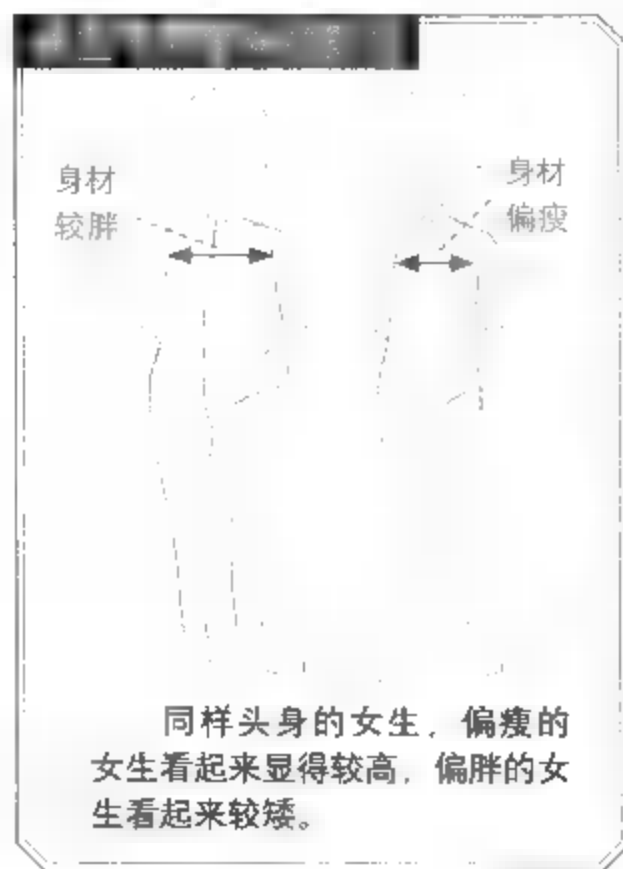 身材
较胖
身材
偏瘦
同样头身的女生，偏瘦的
女生看起来显得较高，偏胖的女
生看起来较矮。